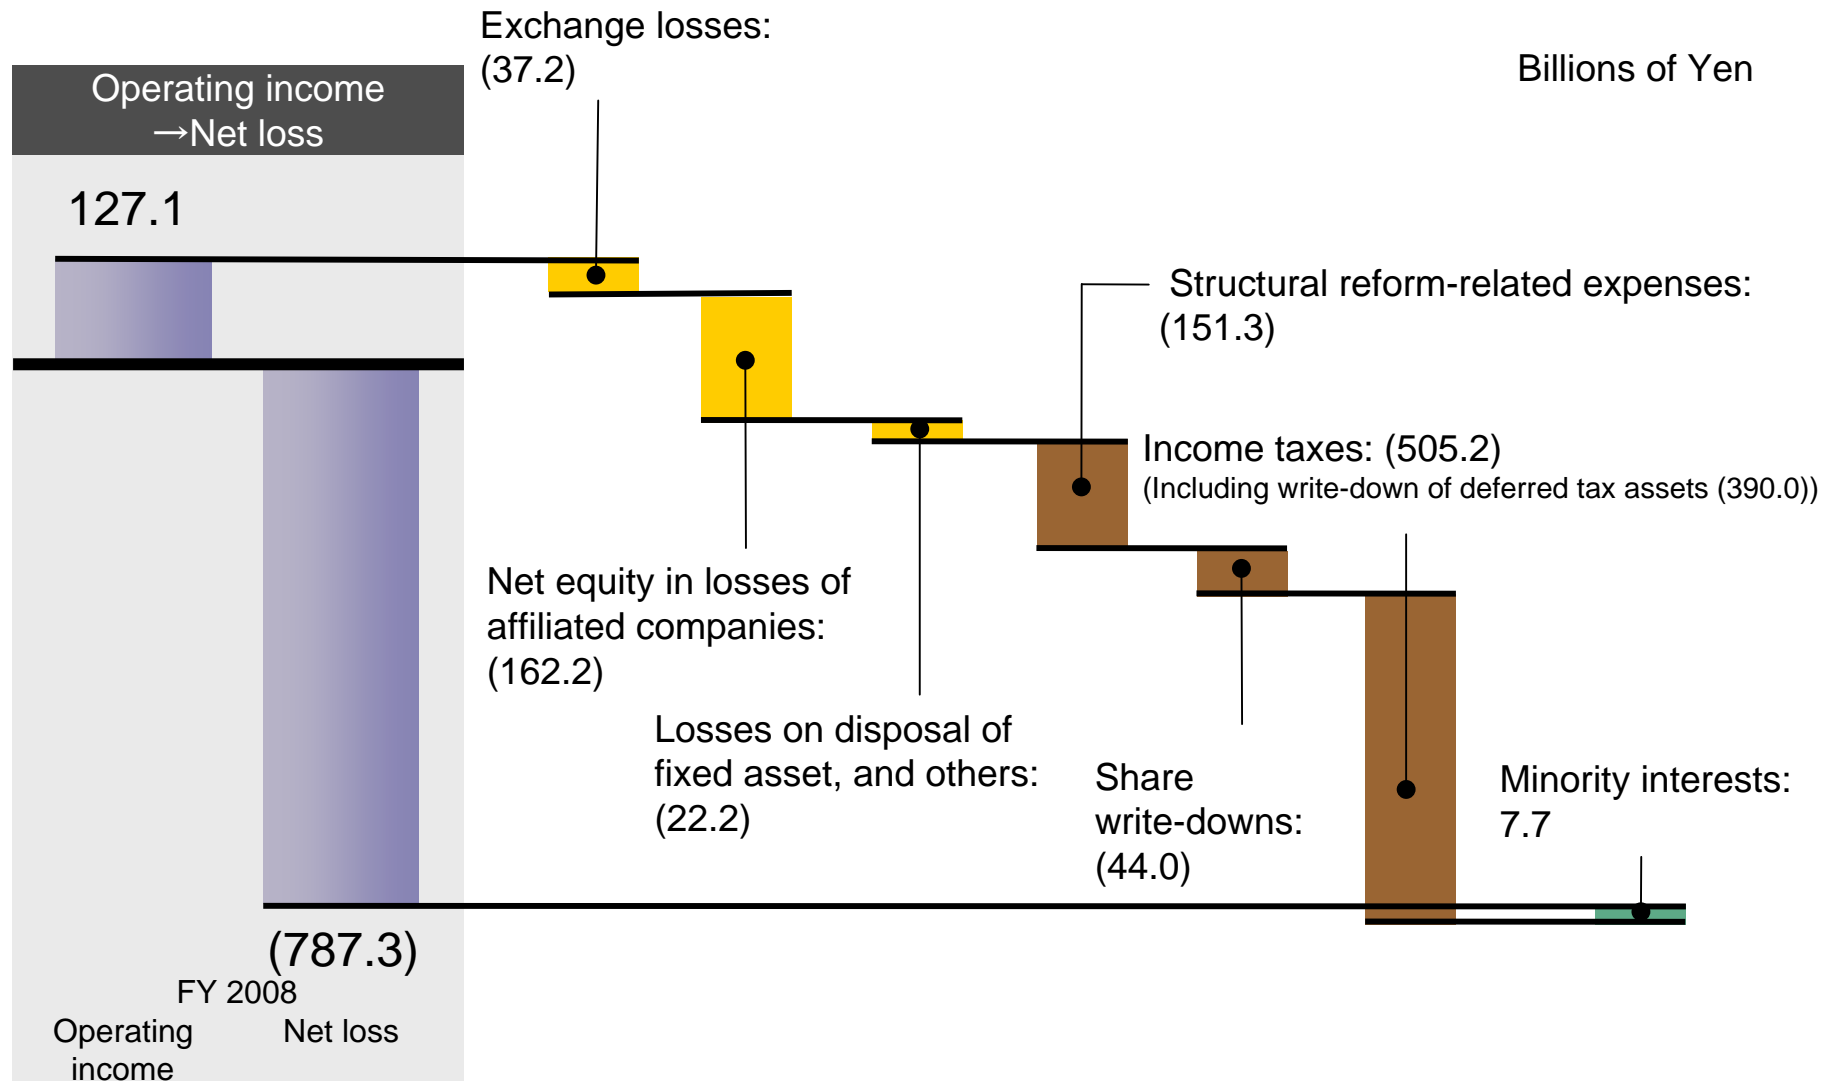 Exchange losses:
(37.2)
Billions of Yen
Operating income
→Net loss
127.1
Structural reform-related expenses:
(151.3)
Income taxes: (505.2)
(Including write-down of deferred tax assets (390.0))
Net equity in losses of
affiliated companies:
(162.2)
Losses on disposal of
fixed asset, and others:
(22.2)
Share
write-downs:
(44.0)
Minority interests:
7.7
(787.3)
FY 2008
Operating
income
Net loss